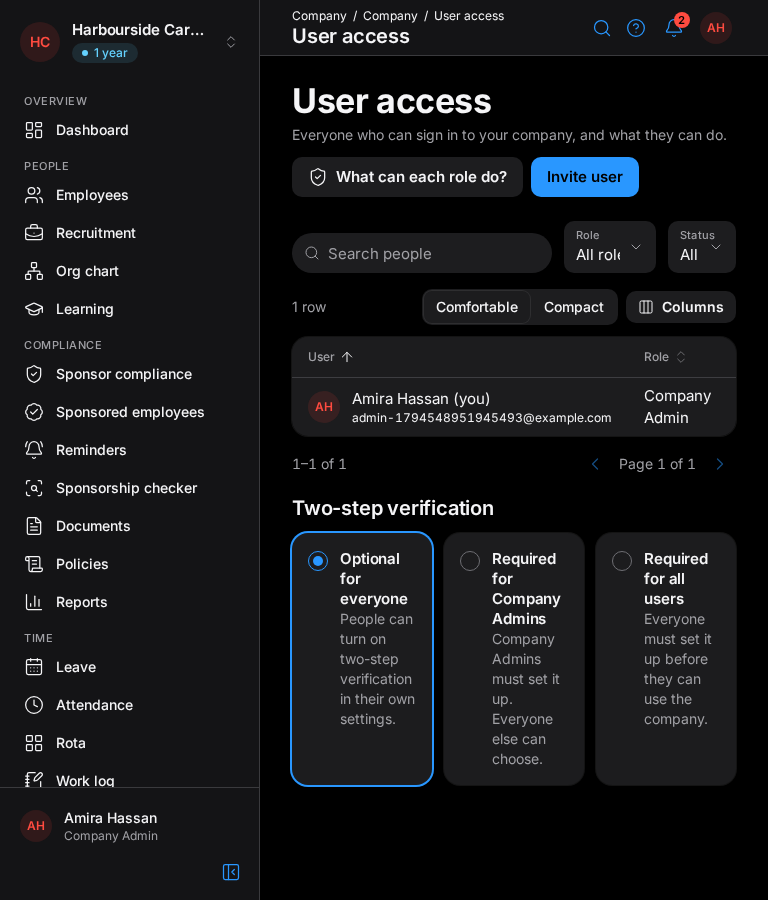 HC
Harbourside Car…
1 year
OVERVIEW
Dashboard
PEOPLE
Employees
Recruitment
Org chart
Learning
COMPLIANCE
Sponsor compliance
Sponsored employees
Reminders
Sponsorship checker
Documents
Policies
Reports
TIME
Leave
Attendance
Rota
Work log
AH
Amira Hassan
Company Admin
Company / Company / User access
User access
2
AH
User access
Everyone who can sign in to your company, and what they can do.
What can each role do?
Invite user
Search people
Role
All role
Status
All
1 row
Comfortable
Compact
Columns
User
Role
AH
Amira Hassan (you)
admin-1794548951945493@example.com
Company
Admin
1–1 of 1
Page 1 of 1
Two-step verification
Optional
for
everyone
People can
turn on
two-step
verification
in their own
settings.
Required
for
Company
Admins
Company
Admins
must set it
up.
Everyone
else can
choose.
Required
for all
users
Everyone
must set it
up before
they can
use the
company.